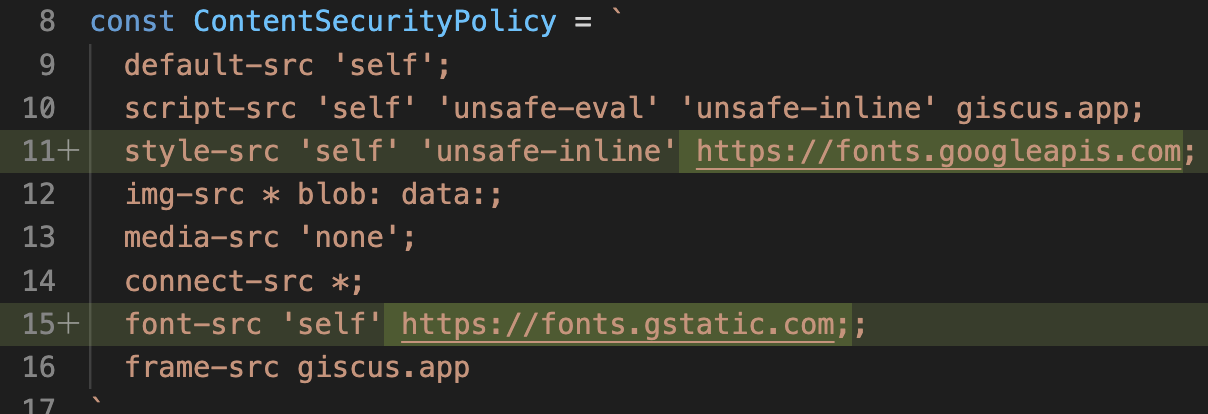 8 const ContentSecurityPolicy = `
9 default-src 'self';
10 script-src 'self' 'unsafe-eval' 'unsafe-inline' giscus.app;
11+ style-src 'self' 'unsafe-inline' https://fonts.googleapis.com;
12 img-src * blob: data:;
13 media-src 'none';
14 connect-src *;
15+ font-src 'self' https://fonts.gstatic.com;;
16 frame-src giscus.app
17 `